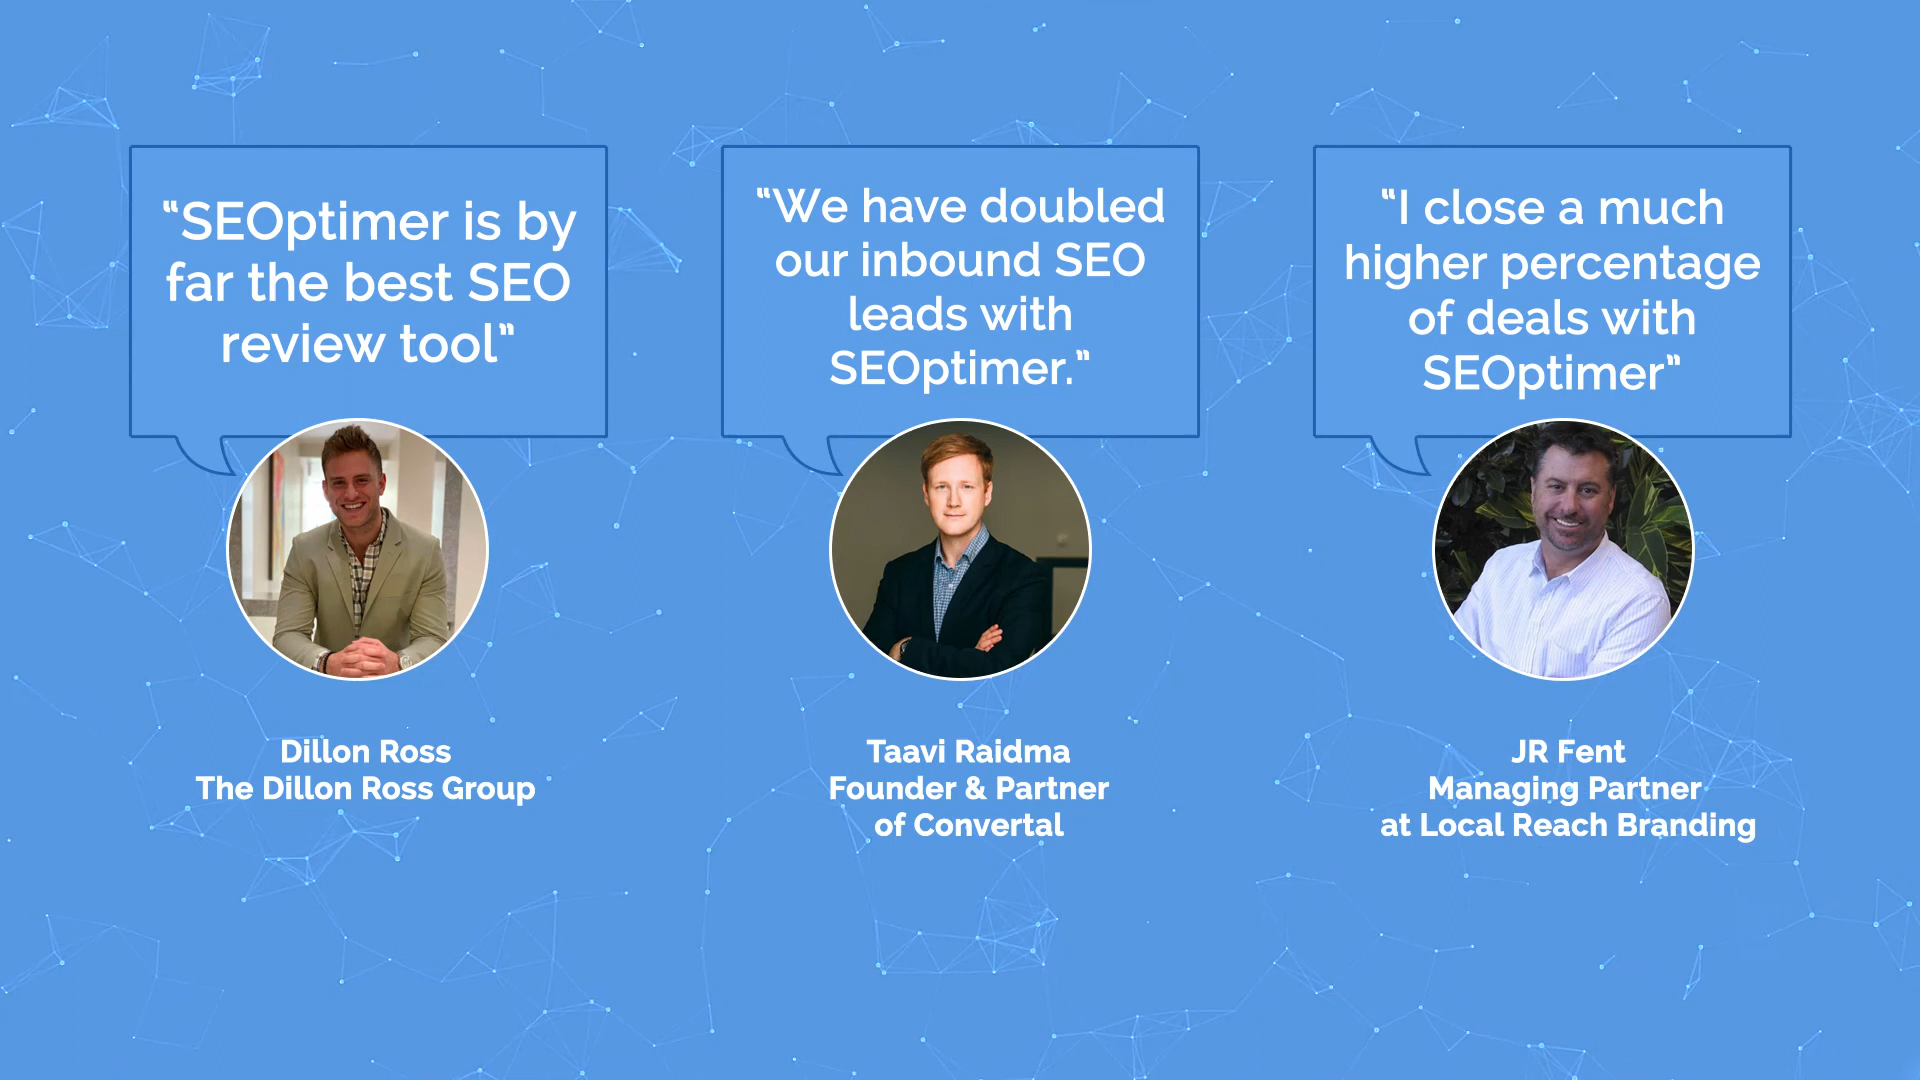 “SEOptimer is by
far the best SEO
review tool”
Dillon Ross
The Dillon Ross Group
“We have doubled
our inbound SEO
leads with
SEOptimer.”
Taavi Raidma
Founder & Partner
of Convertal
“I close a much
higher percentage
of deals with
SEOptimer”
JR Fent
Managing Partner
at Local Reach Branding